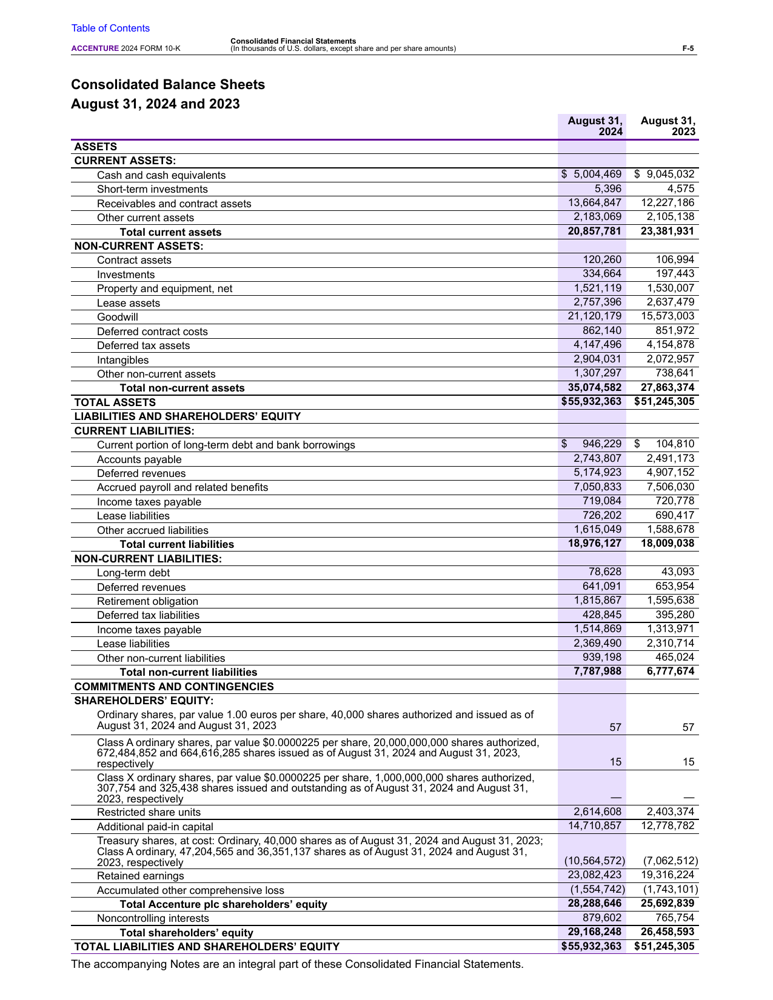 Table of Contents
ACCENTURE 2024 FORM 10-K
Consolidated Financial Statements
(In thousands of U.S. dollars, except share and per share amounts)
F-5
Consolidated Balance Sheets
August 31, 2024 and 2023
August 31, 2024 August 31, 2023
ASSETS
CURRENT ASSETS:
Cash and cash equivalents $ 5,004,469 $ 9,045,032
Short-term investments 5,396 4,575
Receivables and contract assets 13,664,847 12,227,186
Other current assets 2,183,069 2,105,138
Total current assets 20,857,781 23,381,931
NON-CURRENT ASSETS:
Contract assets 120,260 106,994
Investments 334,664 197,443
Property and equipment, net 1,521,119 1,530,007
Lease assets 2,757,396 2,637,479
Goodwill 21,120,179 15,573,003
Deferred contract costs 862,140 851,972
Deferred tax assets 4,147,496 4,154,878
Intangibles 2,904,031 2,072,957
Other non-current assets 1,307,297 738,641
Total non-current assets 35,074,582 27,863,374
TOTAL ASSETS $55,932,363 $51,245,305
LIABILITIES AND SHAREHOLDERS’ EQUITY
CURRENT LIABILITIES:
Current portion of long-term debt and bank borrowings $ 946,229 $ 104,810
Accounts payable 2,743,807 2,491,173
Deferred revenues 5,174,923 4,907,152
Accrued payroll and related benefits 7,050,833 7,506,030
Income taxes payable 719,084 720,778
Lease liabilities 726,202 690,417
Other accrued liabilities 1,615,049 1,588,678
Total current liabilities 18,976,127 18,009,038
NON-CURRENT LIABILITIES:
Long-term debt 78,628 43,093
Deferred revenues 641,091 653,954
Retirement obligation 1,815,867 1,595,638
Deferred tax liabilities 428,845 395,280
Income taxes payable 1,514,869 1,313,971
Lease liabilities 2,369,490 2,310,714
Other non-current liabilities 939,198 465,024
Total non-current liabilities 7,787,988 6,777,674
COMMITMENTS AND CONTINGENCIES
SHAREHOLDERS’ EQUITY:
Ordinary shares, par value 1.00 euros per share, 40,000 shares authorized and issued as of
August 31, 2024 and August 31, 2023 57 57
Class A ordinary shares, par value $0.0000225 per share, 20,000,000,000 shares authorized,
672,484,852 and 664,616,285 shares issued as of August 31, 2024 and August 31, 2023,
respectively 15 15
Class X ordinary shares, par value $0.0000225 per share, 1,000,000,000 shares authorized,
307,754 and 325,438 shares issued and outstanding as of August 31, 2024 and August 31,
2023, respectively — —
Restricted share units 2,614,608 2,403,374
Additional paid-in capital 14,710,857 12,778,782
Treasury shares, at cost: Ordinary, 40,000 shares as of August 31, 2024 and August 31, 2023;
Class A ordinary, 47,204,565 and 36,351,137 shares as of August 31, 2024 and August 31,
2023, respectively (10,564,572) (7,062,512)
Retained earnings 23,082,423 19,316,224
Accumulated other comprehensive loss (1,554,742) (1,743,101)
Total Accenture plc shareholders’ equity 28,288,646 25,692,839
Noncontrolling interests 879,602 765,754
Total shareholders’ equity 29,168,248 26,458,593
TOTAL LIABILITIES AND SHAREHOLDERS’ EQUITY $55,932,363 $51,245,305
The accompanying Notes are an integral part of these Consolidated Financial Statements.